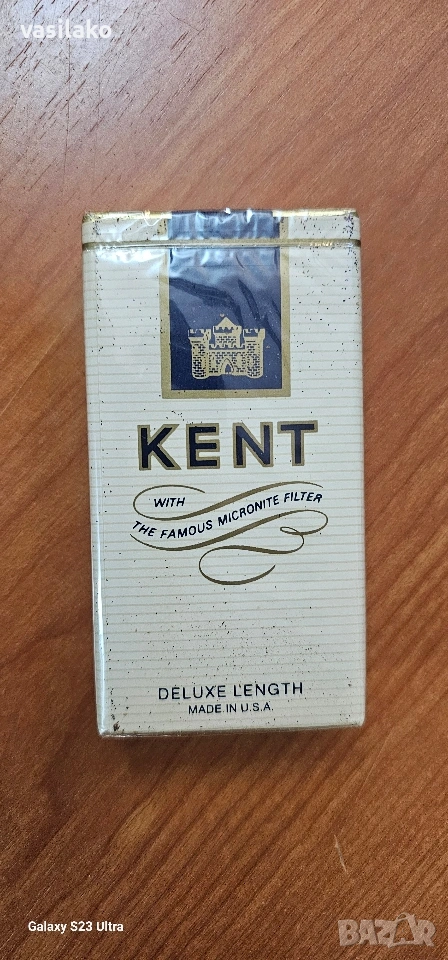 vasilako
KENT
WITH
THE FAMOUS MICRONITE FILTER
DELUXE LENGTH
MADE IN U.S.A.
Galaxy S23 Ultra
BAZAR